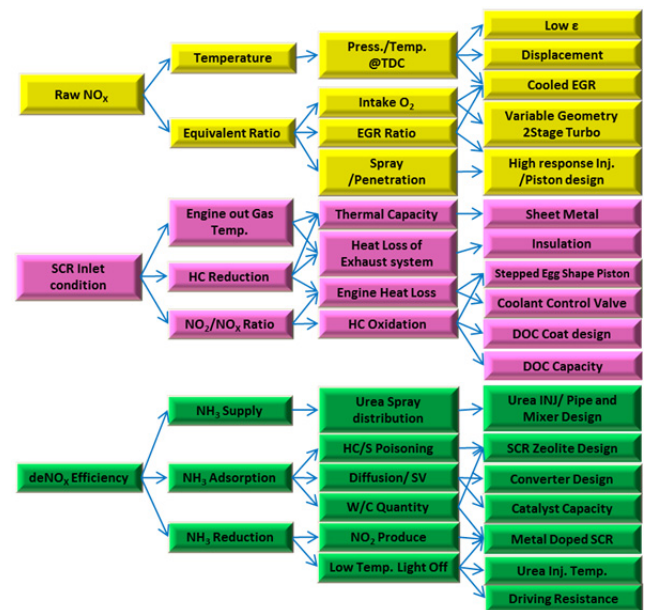 Raw NOₓ
Temperature
Equivalent Ratio
Press./Temp.
@TDC
Intake O₂
EGR Ratio
Spray
/Penetration
Low ε
Displacement
Cooled EGR
Variable Geometry
2Stage Turbo
High response Inj.
/Piston design
SCR Inlet
condition
Engine out Gas
Temp.
HC Reduction
NO₂/NOₓ Ratio
Thermal Capacity
Heat Loss of
Exhaust system
Engine Heat Loss
HC Oxidation
Sheet Metal
Insulation
Stepped Egg Shape Piston
Coolant Control Valve
DOC Coat design
DOC Capacity
deNOₓ Efficiency
NH₃ Supply
NH₃ Adsorption
NH₃ Reduction
Urea Spray
distribution
HC/S Poisoning
Diffusion/ SV
W/C Quantity
NO₂ Produce
Low Temp. Light Off
Urea INJ/ Pipe and
Mixer Design
SCR Zeolite Design
Converter Design
Catalyst Capacity
Metal Doped SCR
Urea Inj. Temp.
Driving Resistance